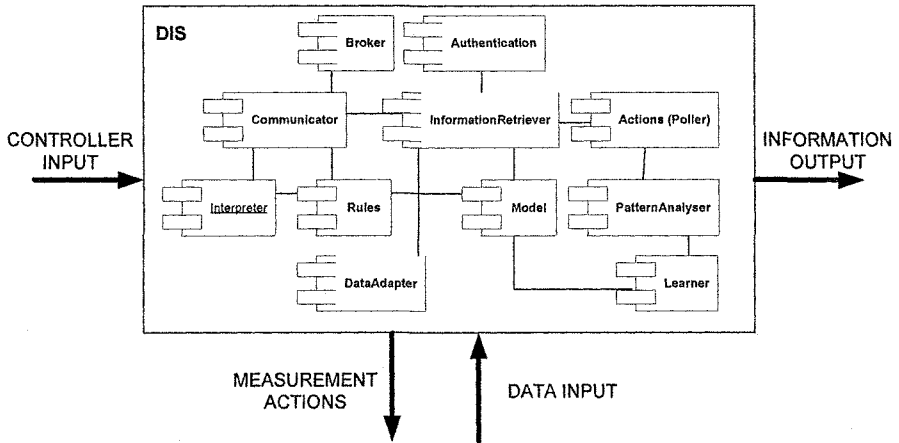 DIS
Broker
Authentication
Communicator
InformationRetriever
Actions (Poller)
CONTROLLER
INPUT
INFORMATION
OUTPUT
Interpreter
Rules
Model
PatternAnalyser
DataAdapter
Learner
MEASUREMENT
ACTIONS
DATA INPUT